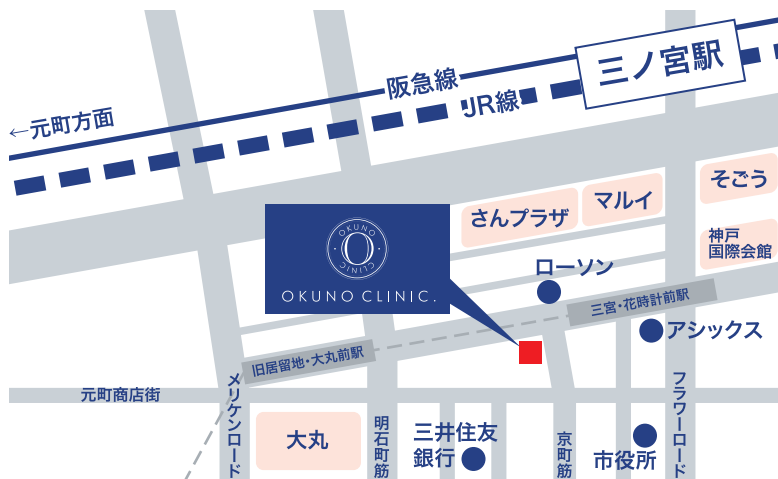 三ノ宮駅
阪急線
JR線
←元町方面
そごう
マルイ
さんプラザ
神戸
国際会館
OKUNO
CLINIC
O
OKUNO CLINIC.
ローソン
三宮・花時計前駅
アシックス
旧居留地・大丸前駅
元町商店街
メリケンロード
大丸
明石町筋
三井住友
銀行
京町筋
市役所
フラワーロード